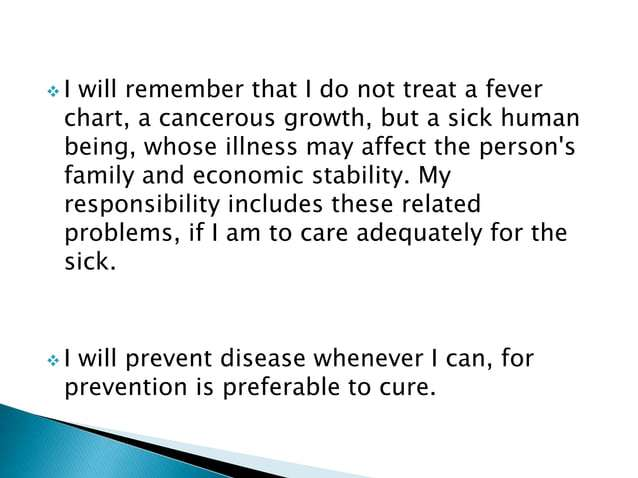 ❖ I will remember that I do not treat a fever
chart, a cancerous growth, but a sick human
being, whose illness may affect the person's
family and economic stability. My
responsibility includes these related
problems, if I am to care adequately for the
sick.
❖ I will prevent disease whenever I can, for
prevention is preferable to cure.